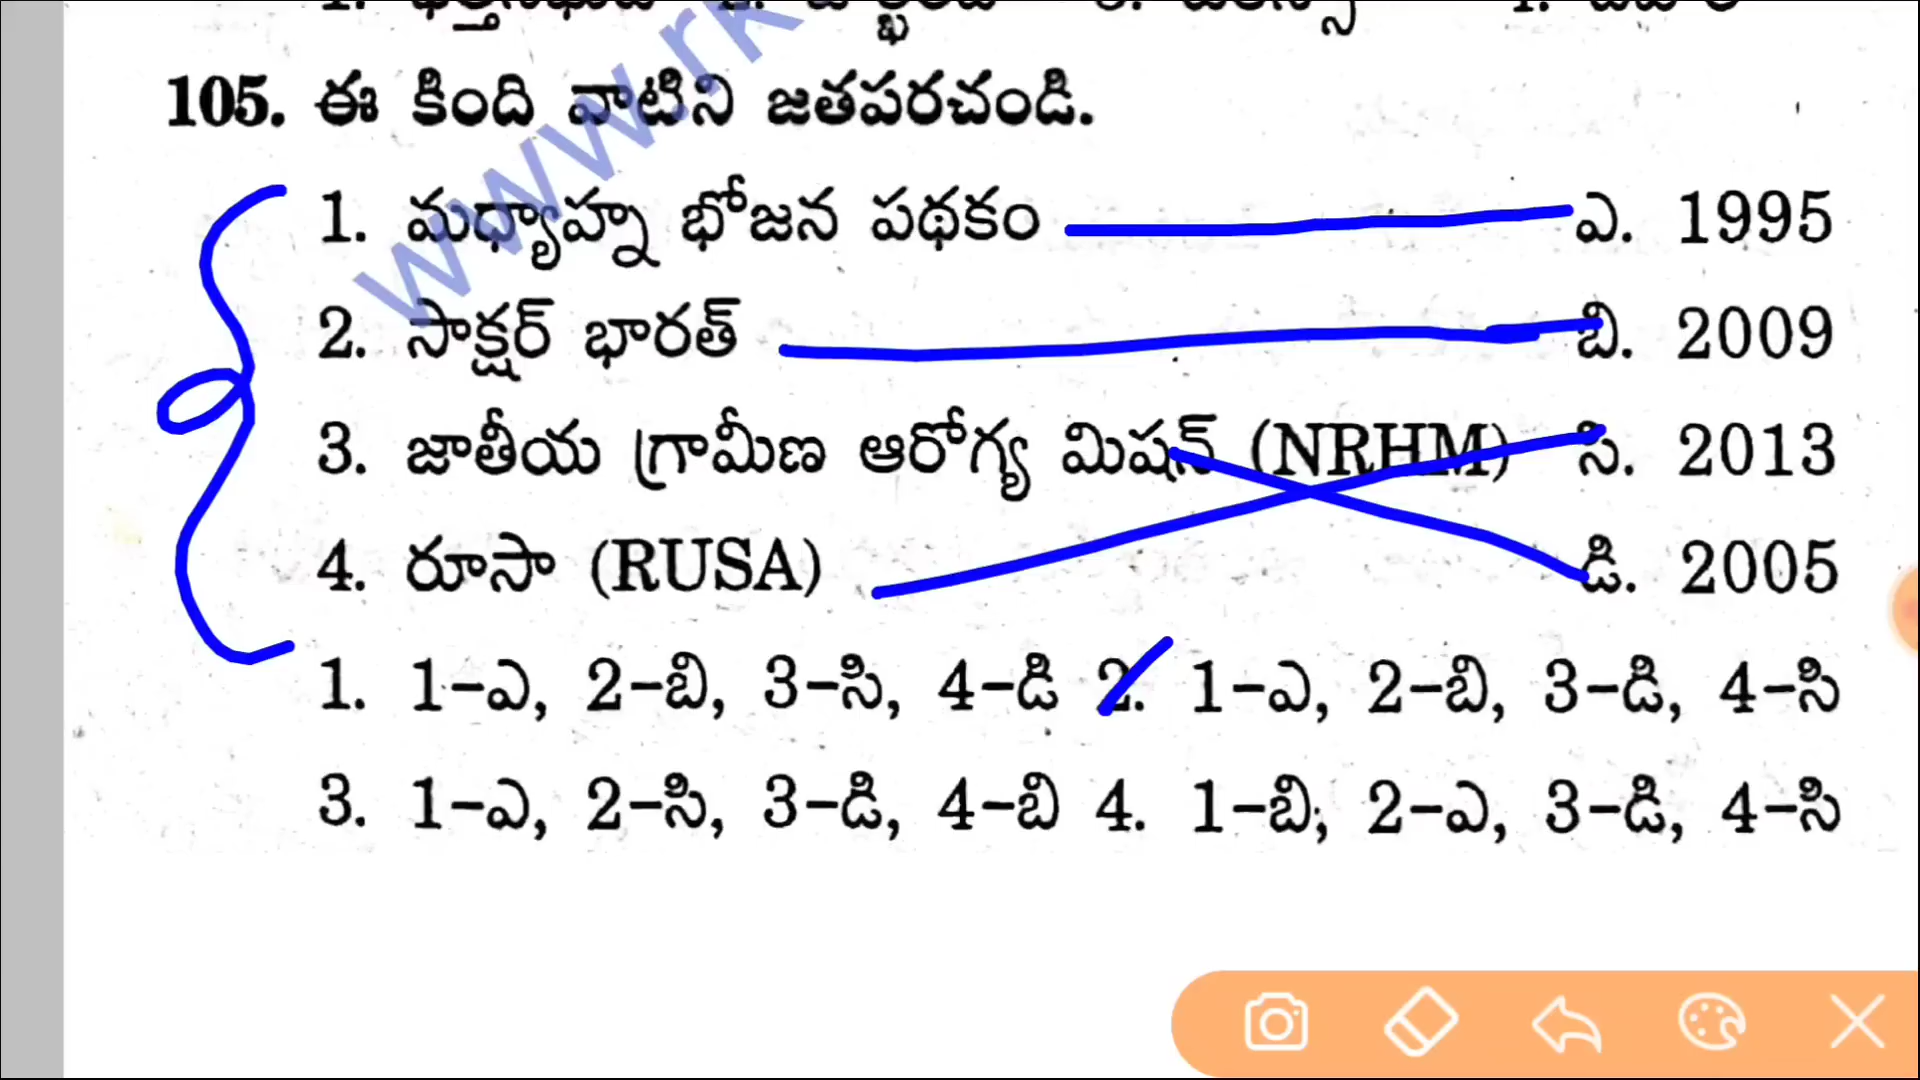 105. ఈ కింది వాటిని జతపరచండి.
1. మధ్యాహ్న భోజన పథకం ఎ. 1995
2. సాక్షర్ భారత్ బి. 2009
3. జాతీయ గ్రామీణ ఆరోగ్య మిషన్ (NRHM) సి. 2013
4. రూసా (RUSA) డి. 2005
1. 1-ఎ, 2-బి, 3-సి, 4-డి 2. 1-ఎ, 2-బి, 3-డి, 4-సి
3. 1-ఎ, 2-సి, 3-డి, 4-బి 4. 1-బి, 2-ఎ, 3-డి, 4-సి
www.rk